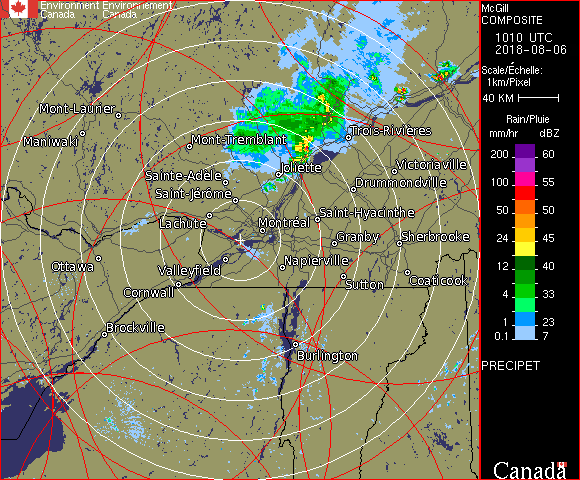 Environment Environnement
Canada Canada
McGill
COMPOSITE
1010 UTC
2018-08-06
Scale/Échelle:
1km/Pixel
40 KM
Rain/Pluie
mm/hr dBZ
200 60
100 55
50 50
24 45
12 40
4 33
1 23
0.1 7
PRECIPET
Canada
Mont-Laurier
Maniwaki
Mont-Tremblant
Trois-Rivières
Sainte-Adèle
Joliette
Victoriaville
Saint-Jérôme
Drummondville
Lachute
Montréal
Saint-Hyacinthe
Granby
Sherbrooke
Ottawa
Valleyfield
Napierville
Cornwall
Sutton
Coaticook
Brockville
Burlington